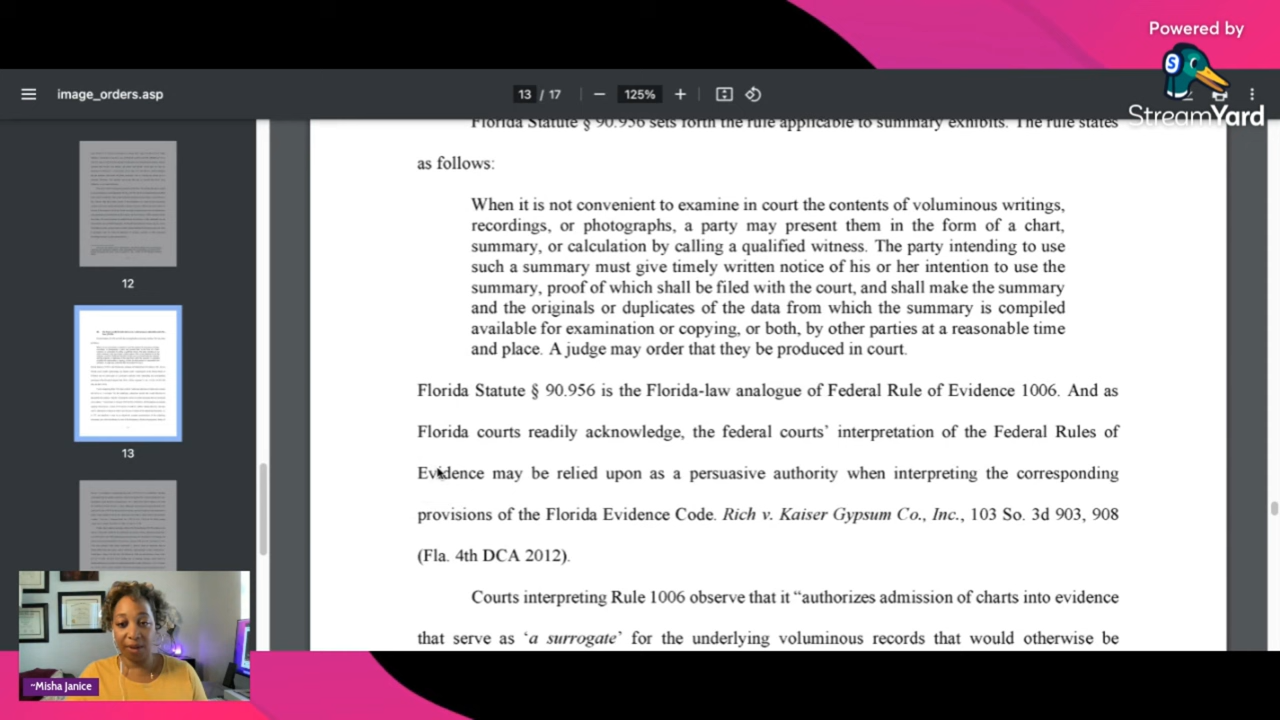 Powered by
StreamYard
image_orders.asp
13 / 17
125%
12
13
Florida Statute § 90.956 sets forth the rule applicable to summary exhibits. The rule states
as follows:
When it is not convenient to examine in court the contents of voluminous writings,
recordings, or photographs, a party may present them in the form of a chart,
summary, or calculation by calling a qualified witness. The party intending to use
such a summary must give timely written notice of his or her intention to use the
summary, proof of which shall be filed with the court, and shall make the summary
and the originals or duplicates of the data from which the summary is compiled
available for examination or copying, or both, by other parties at a reasonable time
and place. A judge may order that they be produced in court.
Florida Statute § 90.956 is the Florida-law analogue of Federal Rule of Evidence 1006. And as
Florida courts readily acknowledge, the federal courts’ interpretation of the Federal Rules of
Evidence may be relied upon as a persuasive authority when interpreting the corresponding
provisions of the Florida Evidence Code. Rich v. Kaiser Gypsum Co., Inc., 103 So. 3d 903, 908
(Fla. 4th DCA 2012).
Courts interpreting Rule 1006 observe that it “authorizes admission of charts into evidence
that serve as ‘a surrogate’ for the underlying voluminous records that would otherwise be
~Misha Janice